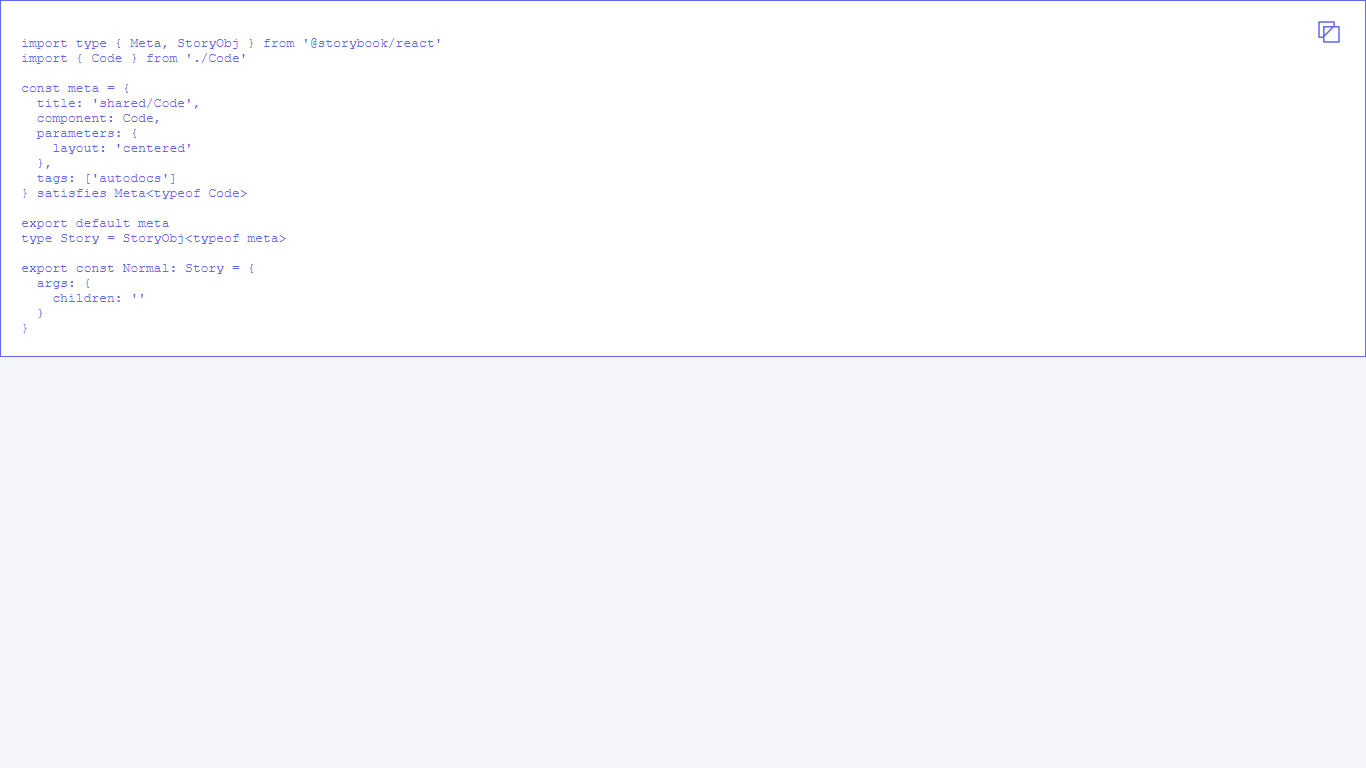 import type { Meta, StoryObj } from '@storybook/react'
import { Code } from './Code'

const meta = {
  title: 'shared/Code',
  component: Code,
  parameters: {
    layout: 'centered'
  },
  tags: ['autodocs']
} satisfies Meta<typeof Code>

export default meta
type Story = StoryObj<typeof meta>

export const Normal: Story = {
  args: {
    children: ''
  }
}